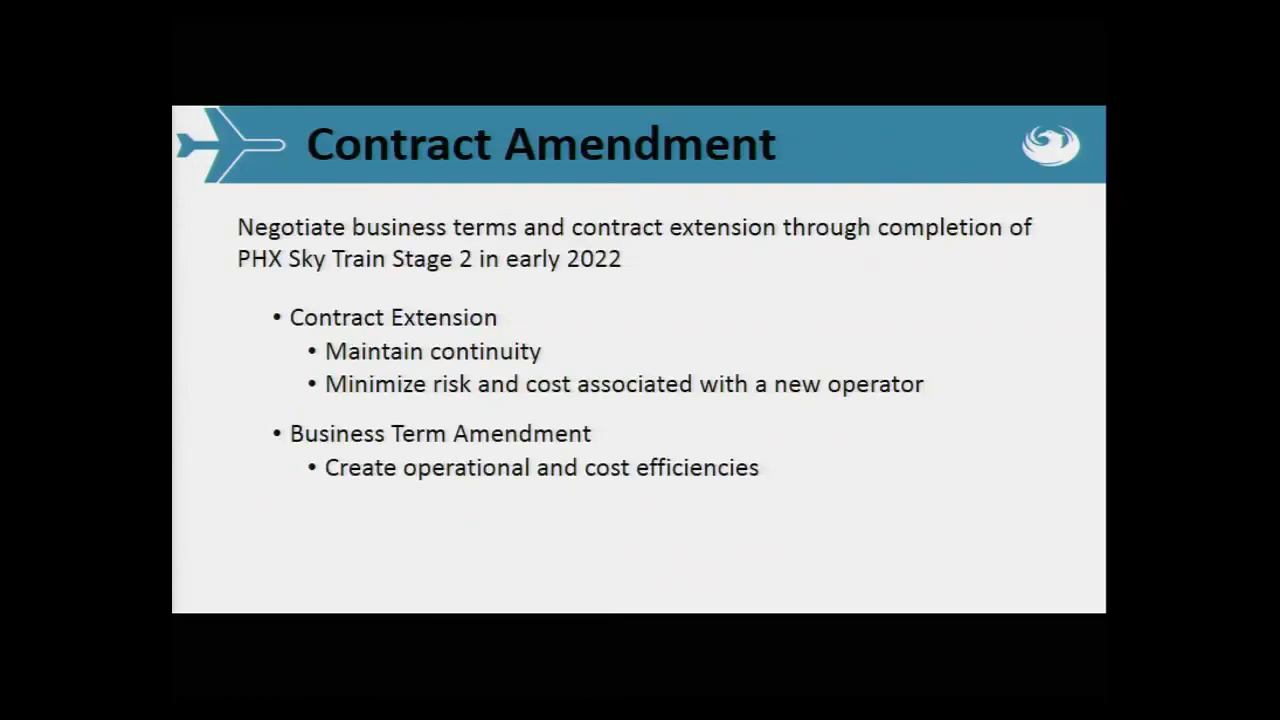 Contract Amendment
Negotiate business terms and contract extension through completion of
PHX Sky Train Stage 2 in early 2022
• Contract Extension
• Maintain continuity
• Minimize risk and cost associated with a new operator
• Business Term Amendment
• Create operational and cost efficiencies